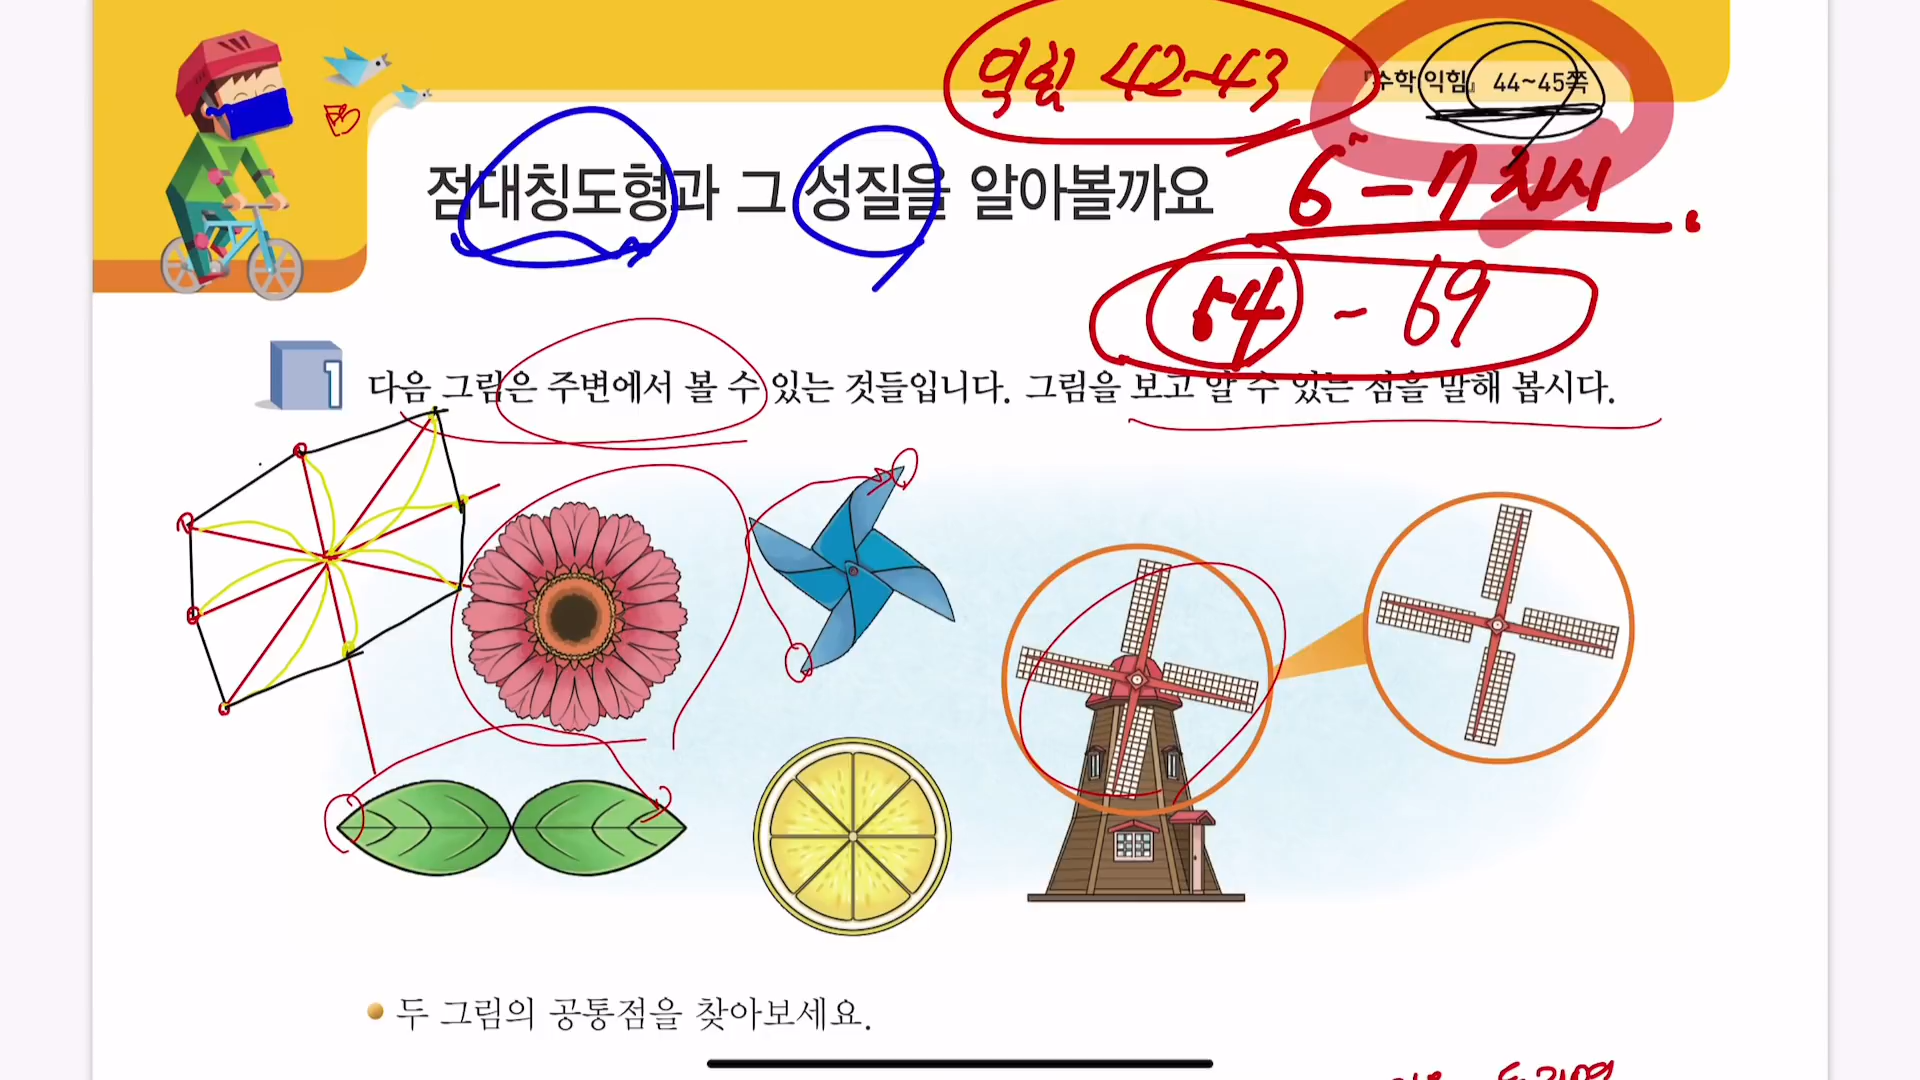 익힘 42~43
『수학 익힘』 44~45쪽
점대칭도형과 그 성질을 알아볼까요
6~7 차시
64 - 69
1 다음 그림은 주변에서 볼 수 있는 것들입니다. 그림을 보고 알 수 있는 점을 말해 봅시다.
두 그림의 공통점을 찾아보세요.